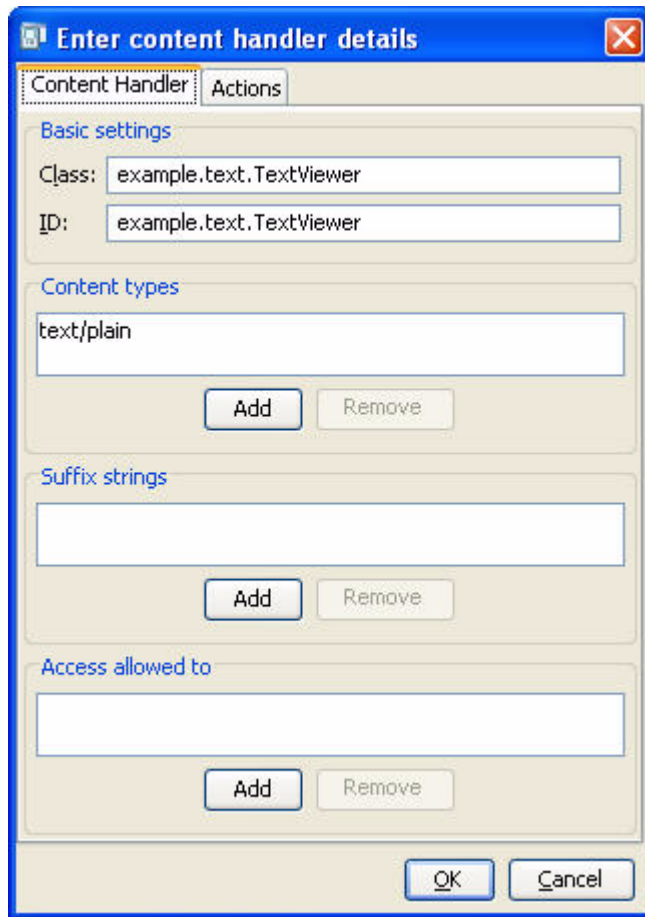 Enter content handler details
Content Handler Actions
Basic settings
Class: example.text.TextViewer
ID: example.text.TextViewer
Content types
text/plain
Add Remove
Suffix strings
Add Remove
Access allowed to
Add Remove
OK Cancel